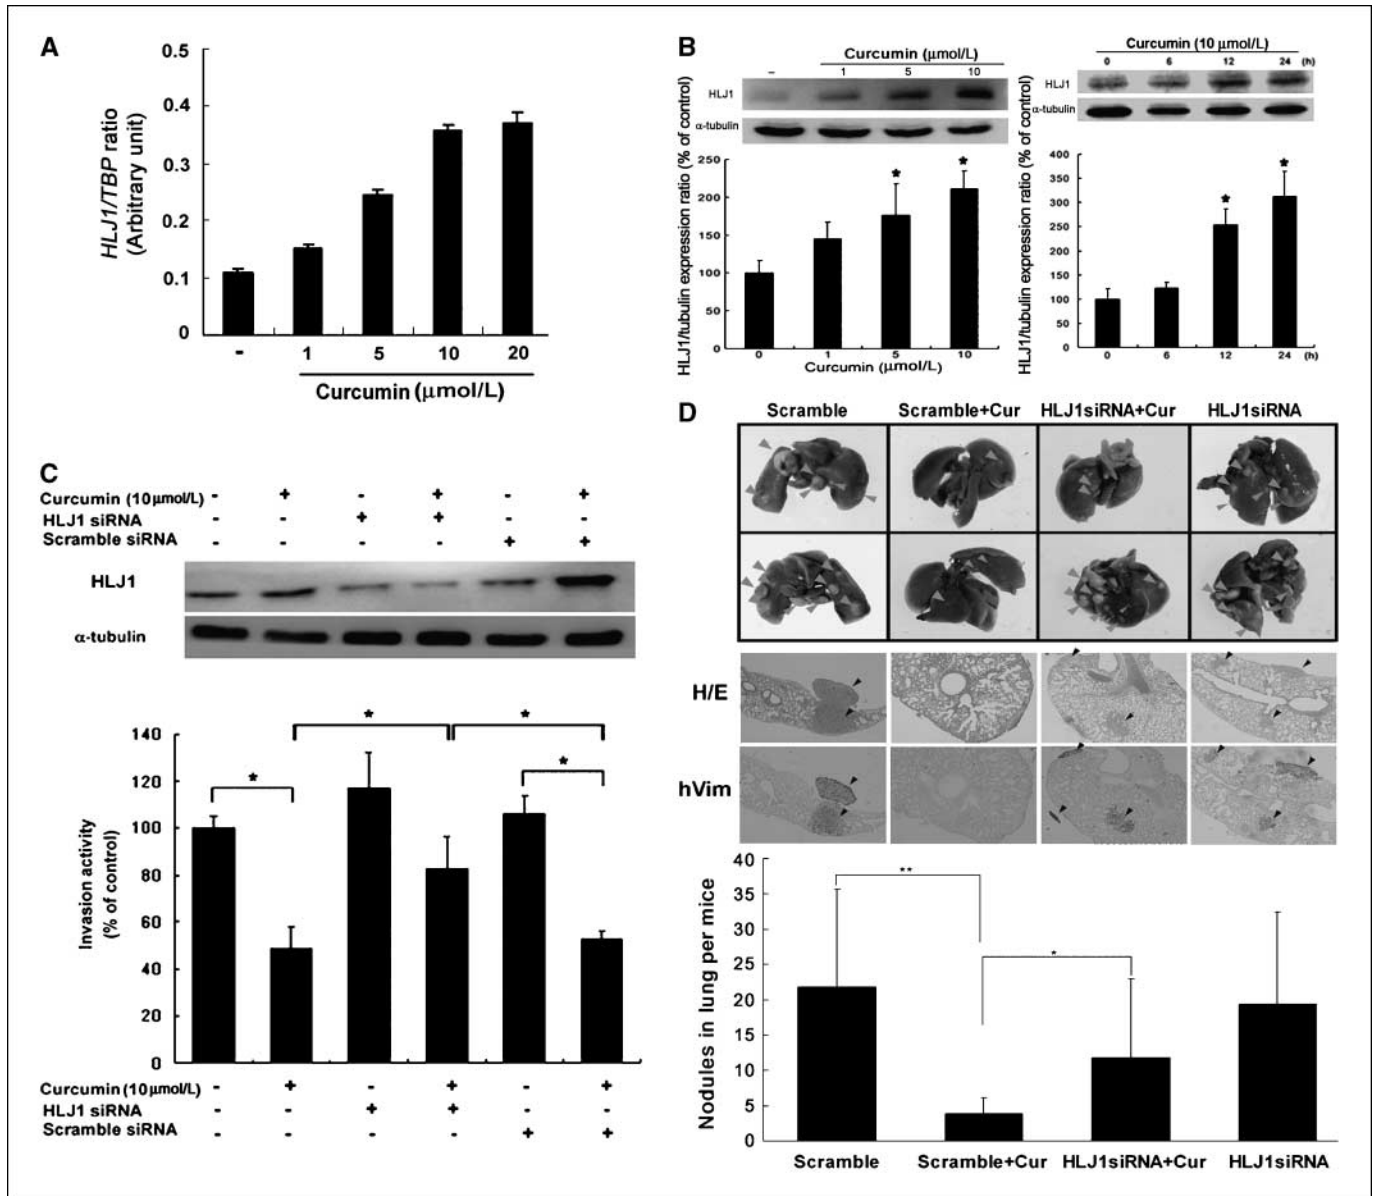 A
HLJ1/TBP ratio
(Arbitrary unit)
0.5
0.4
0.3
0.2
0.1
0
- 1 5 10 20
Curcumin (μmol/L)
B
Curcumin (μmol/L)
– 1 5 10
HLJ1
α-tubulin
HLJ1/tubulin expression ratio (% of control)
250
200
150
100
50
0
0 1 5 10
Curcumin (μmol/L)
* *
Curcumin (10 μmol/L)
0 6 12 24 (h)
HLJ1
α-tubulin
HLJ1/tubulin expression ratio (% of control)
400
350
300
250
200
150
100
50
0
0 6 12 24 (h)
* *
C
Curcumin (10 μmol/L) - + - + - +
HLJ1 siRNA - - + + - -
Scramble siRNA - - - - + +
HLJ1
α-tubulin
Invasion activity
(% of control)
140
120
100
80
60
40
20
0
* * * *
Curcumin (10 μmol/L) - + - + - +
HLJ1 siRNA - - + + - -
Scramble siRNA - - - - + +
D
Scramble Scramble+Cur HLJ1siRNA+Cur HLJ1siRNA
H/E
hVim
Nodules in lung per mice
40
35
30
25
20
15
10
5
0
**
*
Scramble Scramble+Cur HLJ1siRNA+Cur HLJ1siRNA